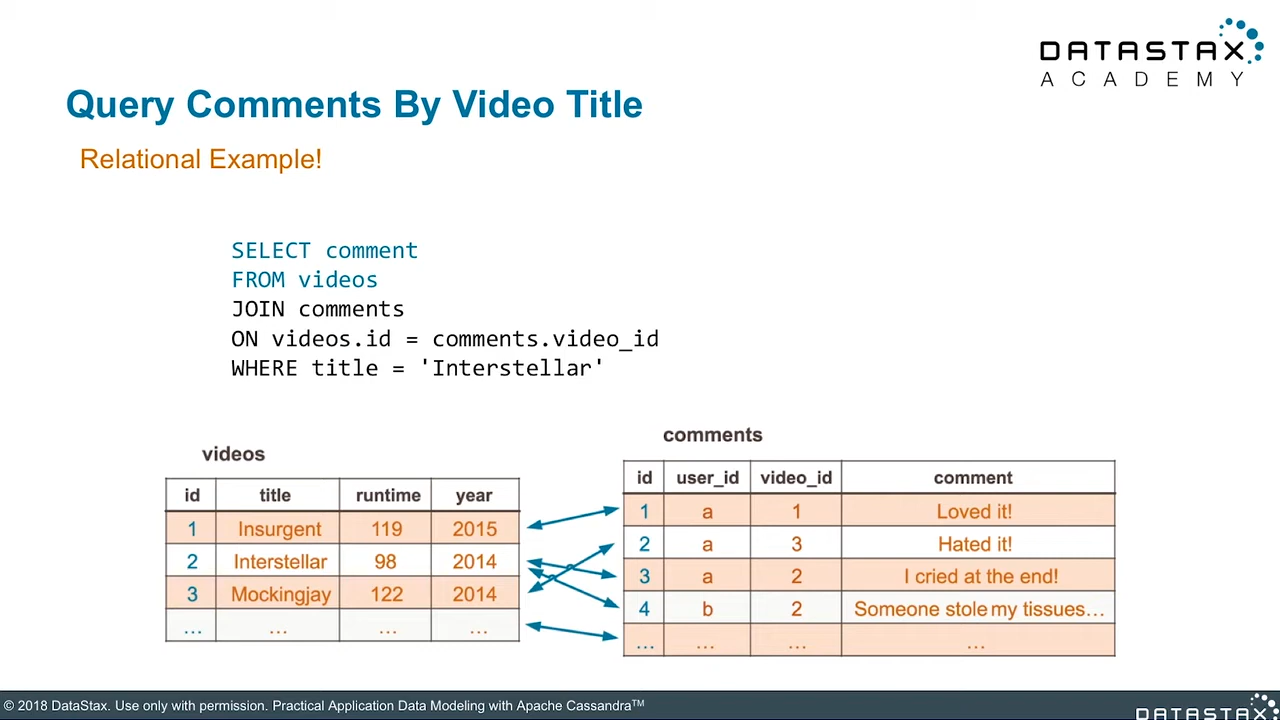 DATASTAX
ACADEMY
Query Comments By Video Title
Relational Example!
SELECT comment
FROM videos
JOIN comments
ON videos.id = comments.video_id
WHERE title = 'Interstellar'
videos
id title runtime year
1 Insurgent 119 2015
2 Interstellar 98 2014
3 Mockingjay 122 2014
... ... ... ...
comments
id user_id video_id comment
1 a 1 Loved it!
2 a 3 Hated it!
3 a 2 I cried at the end!
4 b 2 Someone stole my tissues...
... ... ... ...
© 2018 DataStax. Use only with permission. Practical Application Data Modeling with Apache Cassandra™
DATASTAX